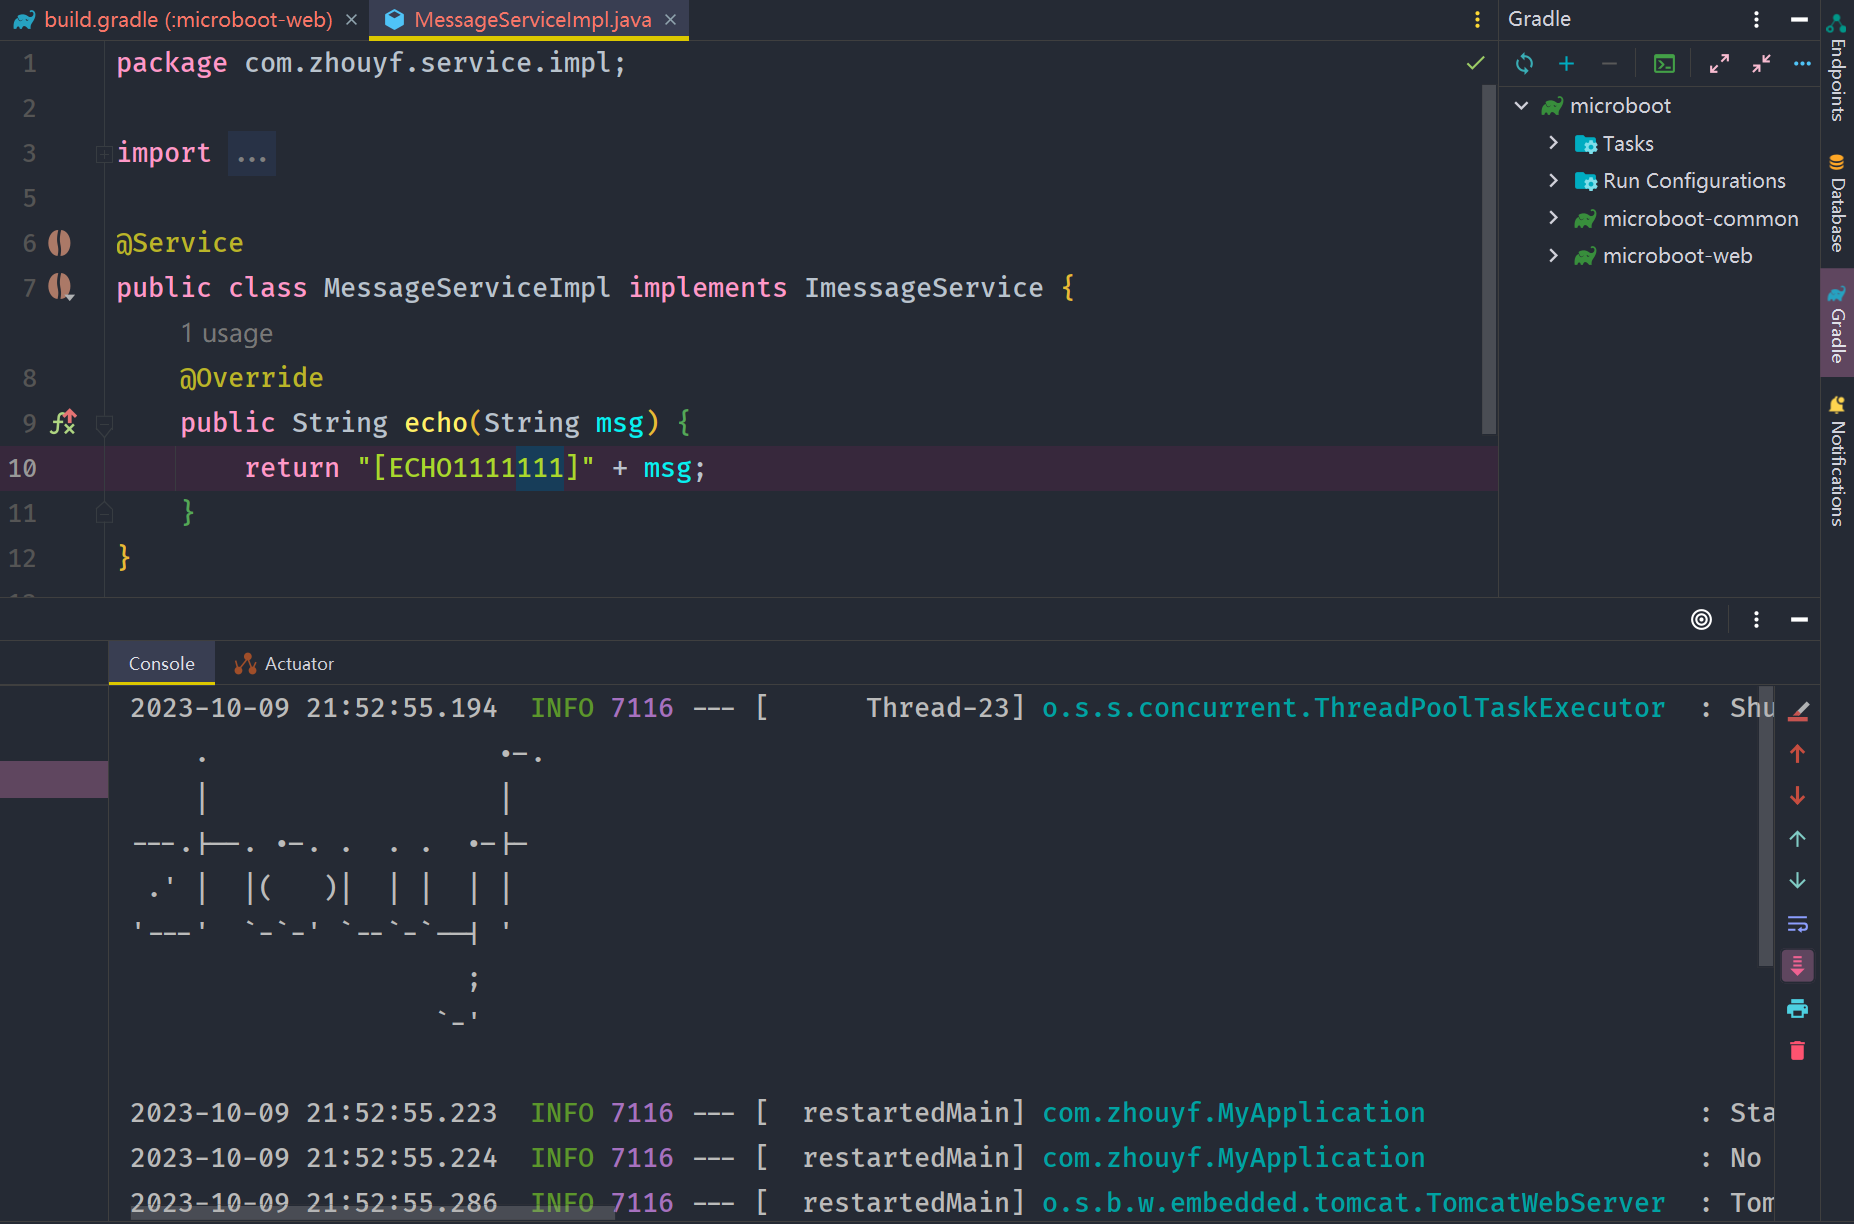 build.gradle (:microboot-web)
MessageServiceImpl.java
Gradle
1 package com.zhouyf.service.impl;
2
3 import ...
5
6 @Service
7 public class MessageServiceImpl implements ImessageService {
1 usage
8 @Override
9 public String echo(String msg) {
10 return "[ECHO1111111]" + msg;
11 }
12 }
microboot
Tasks
Run Configurations
microboot-common
microboot-web
Endpoints
Database
Gradle
Notifications
Console
Actuator
2023-10-09 21:52:55.194 INFO 7116 --- [ Thread-23] o.s.s.concurrent.ThreadPoolTaskExecutor : Shu
2023-10-09 21:52:55.223 INFO 7116 --- [ restartedMain] com.zhouyf.MyApplication : Sta
2023-10-09 21:52:55.224 INFO 7116 --- [ restartedMain] com.zhouyf.MyApplication : No
2023-10-09 21:52:55.286 INFO 7116 --- [ restartedMain] o.s.b.w.embedded.tomcat.TomcatWebServer : Tom